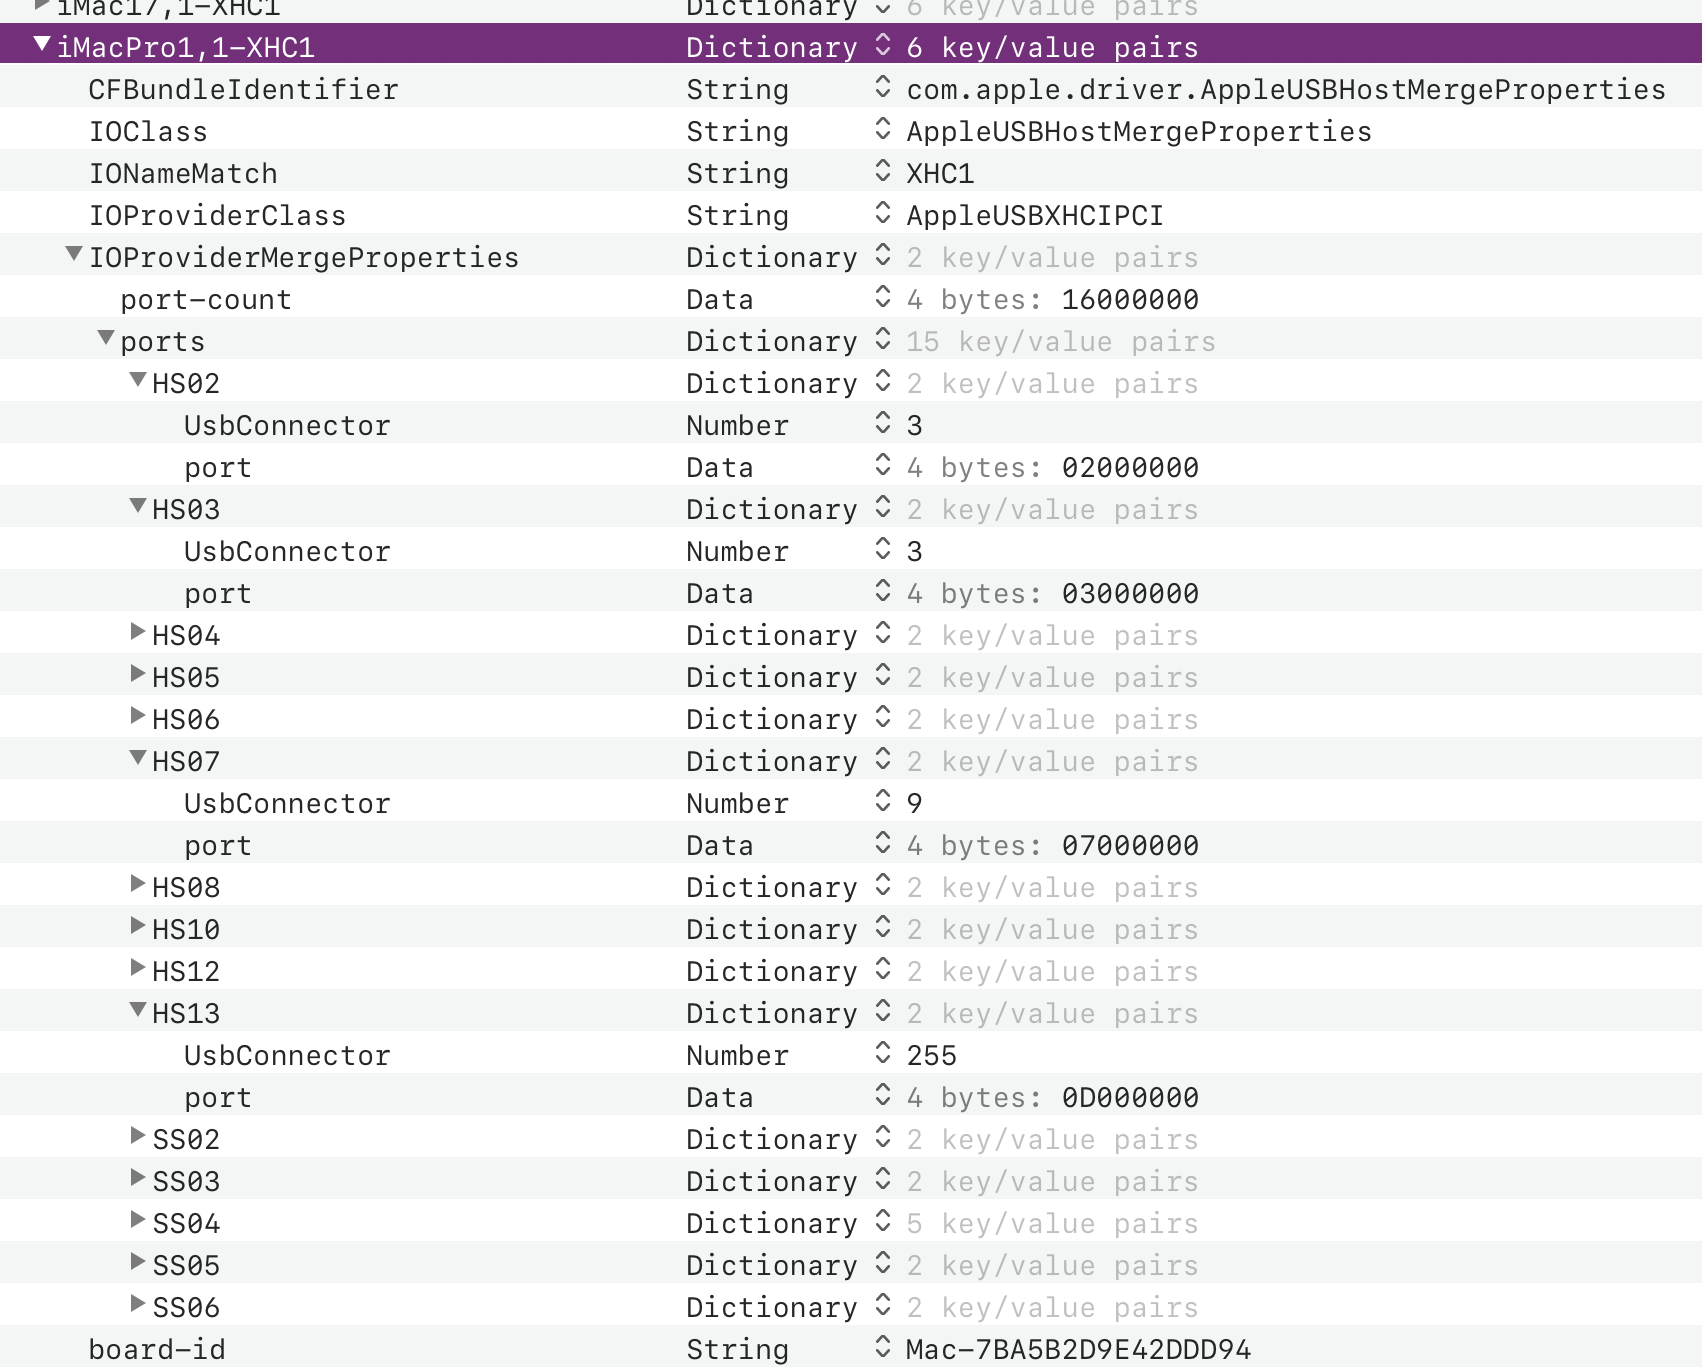 iMac17,1-XHC1 Dictionary 6 key/value pairs
iMacPro1,1-XHC1 Dictionary 6 key/value pairs
CFBundleIdentifier String com.apple.driver.AppleUSBHostMergeProperties
IOClass String AppleUSBHostMergeProperties
IONameMatch String XHC1
IOProviderClass String AppleUSBXHCIPCI
IOProviderMergeProperties Dictionary 2 key/value pairs
port-count Data 4 bytes: 16000000
ports Dictionary 15 key/value pairs
HS02 Dictionary 2 key/value pairs
UsbConnector Number 3
port Data 4 bytes: 02000000
HS03 Dictionary 2 key/value pairs
UsbConnector Number 3
port Data 4 bytes: 03000000
HS04 Dictionary 2 key/value pairs
HS05 Dictionary 2 key/value pairs
HS06 Dictionary 2 key/value pairs
HS07 Dictionary 2 key/value pairs
UsbConnector Number 9
port Data 4 bytes: 07000000
HS08 Dictionary 2 key/value pairs
HS10 Dictionary 2 key/value pairs
HS12 Dictionary 2 key/value pairs
HS13 Dictionary 2 key/value pairs
UsbConnector Number 255
port Data 4 bytes: 0D000000
SS02 Dictionary 2 key/value pairs
SS03 Dictionary 2 key/value pairs
SS04 Dictionary 5 key/value pairs
SS05 Dictionary 2 key/value pairs
SS06 Dictionary 2 key/value pairs
board-id String Mac-7BA5B2D9E42DDD94